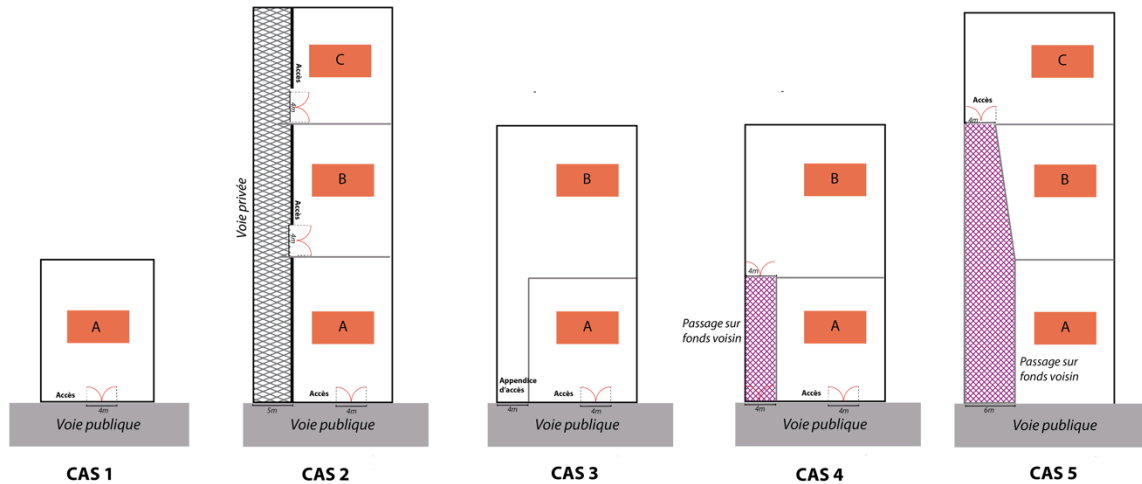 A
Accès
4m
Voie publique
CAS 1
Voie privée
C
Accès
4m
B
Accès
4m
A
Accès
5m
4m
Voie publique
CAS 2
B
A
Appendice
d'accès
Accès
4m
4m
Voie publique
CAS 3
B
4m
Passage sur
fonds voisin
A
Accès
4m
4m
Voie publique
CAS 4
C
Accès
4m
B
A
Passage sur
fonds voisin
6m
Voie publique
CAS 5